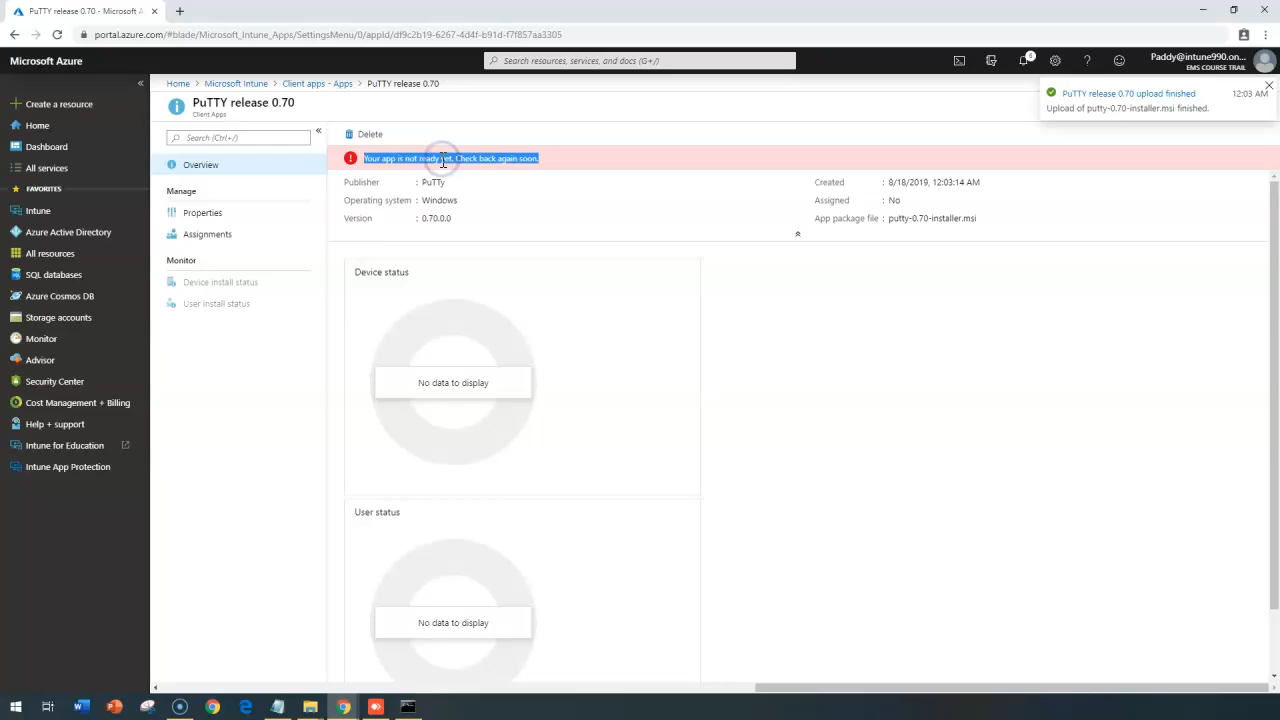 PuTTY release 0.70 - Microsoft A
portal.azure.com/#blade/Microsoft_Intune_Apps/SettingsMenu/0/appId/df9c2b19-6267-4d4f-b91d-f7f857aa3305
Microsoft Azure
Search resources, services, and docs (G+/)
6
Paddy@intune990.on...
EMS COURSE TRAIL
Home > Microsoft Intune > Client apps - Apps > PuTTY release 0.70
PuTTY release 0.70
Client Apps
PuTTY release 0.70 upload finished
12:03 AM
Upload of putty-0.70-installer.msi finished.
Create a resource
Home
Dashboard
All services
FAVORITES
Intune
Azure Active Directory
All resources
SQL databases
Azure Cosmos DB
Storage accounts
Monitor
Advisor
Security Center
Cost Management + Billing
Help + support
Intune for Education
Intune App Protection
Search (Ctrl+/)
Overview
Manage
Properties
Assignments
Monitor
Device install status
User install status
Delete
Your app is not ready yet. Check back again soon.
Publisher : PuTTy
Operating system : Windows
Version : 0.70.0.0
Created : 8/18/2019, 12:03:14 AM
Assigned : No
App package file : putty-0.70-installer.msi
Device status
No data to display
User status
No data to display